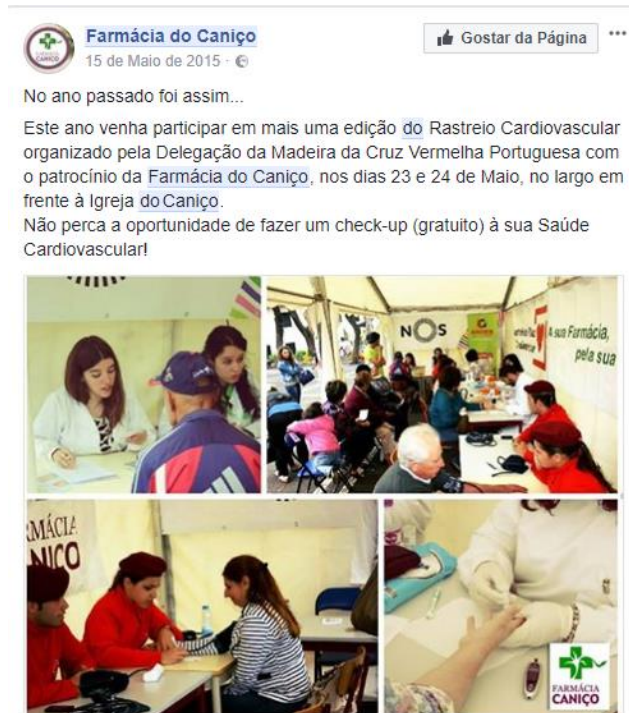 Farmácia do Caniço
15 de Maio de 2015
Gostar da Página
No ano passado foi assim...
Este ano venha participar em mais uma edição do Rastreio Cardiovascular
organizado pela Delegação da Madeira da Cruz Vermelha Portuguesa com
o patrocínio da Farmácia do Caniço, nos dias 23 e 24 de Maio, no largo em
frente à Igreja do Caniço.
Não perca a oportunidade de fazer um check-up (gratuito) à sua Saúde
Cardiovascular!
NOS
A sua Farmácia,
pela sua
FARMÁCIA
CANIÇO